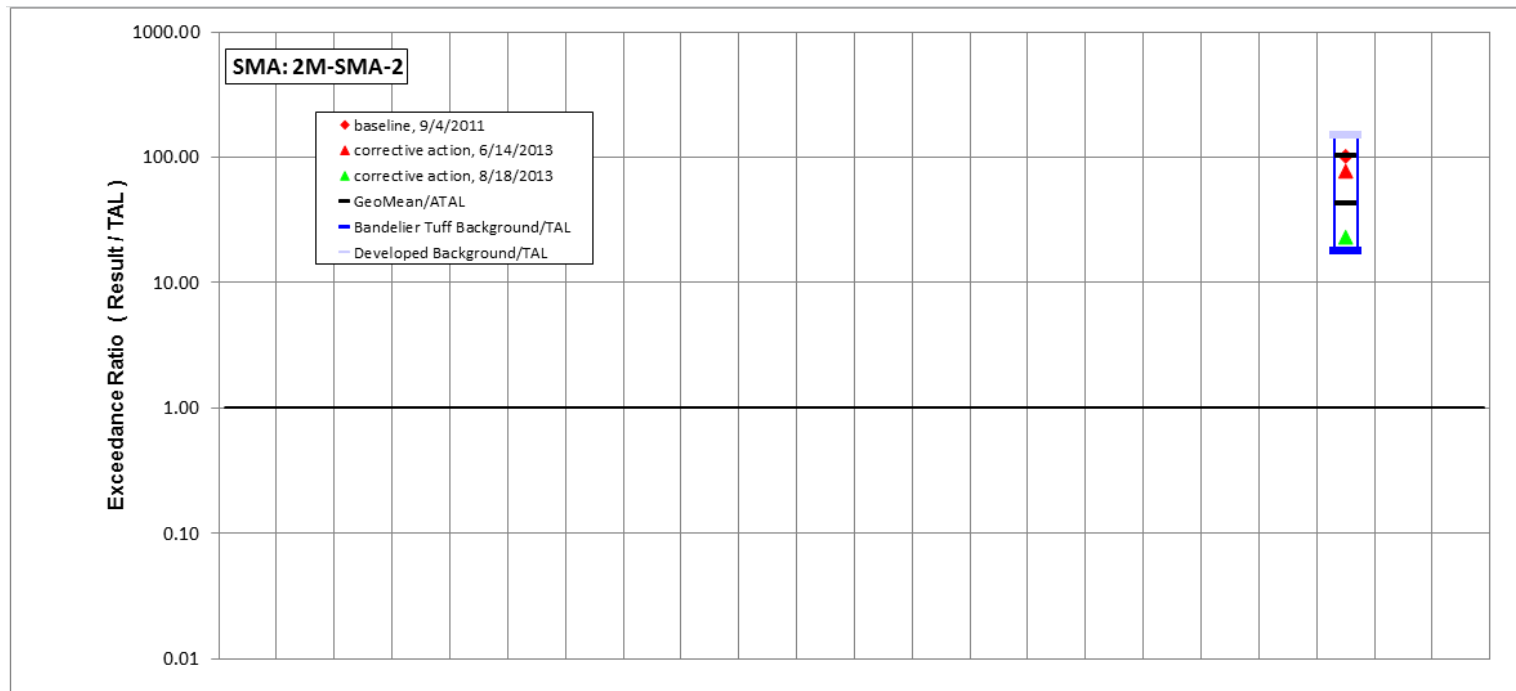 1000.00
SMA: 2M-SMA-2
baseline, 9/4/2011
corrective action, 6/14/2013
corrective action, 8/18/2013
GeoMean/ATAL
Bandelier Tuff Background/TAL
Developed Background/TAL
100.00
10.00
1.00
0.10
0.01
Exceedance Ratio ( Result / TAL )